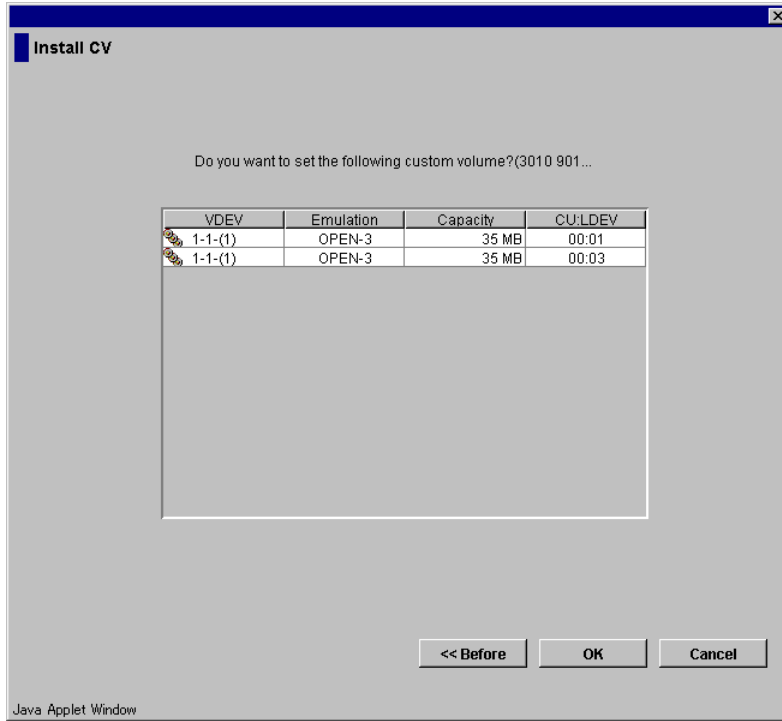 Install CV
Do you want to set the following custom volume?(3010 901...
VDEV Emulation Capacity CU:LDEV
1-1-(1) OPEN-3 35 MB 00:01
1-1-(1) OPEN-3 35 MB 00:03
<< Before OK Cancel
Java Applet Window